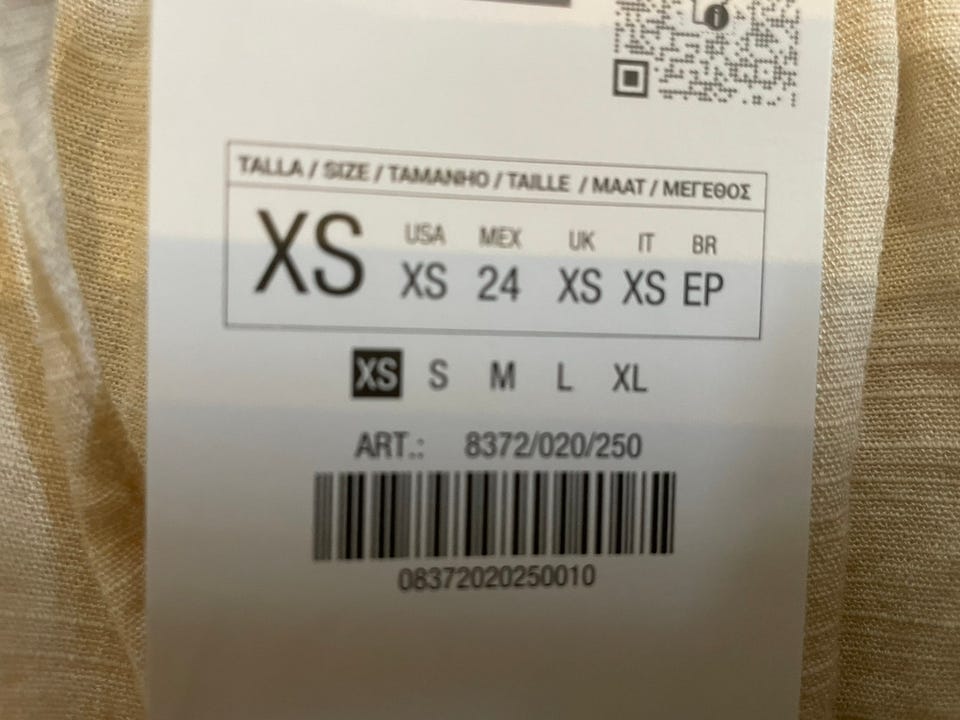 TALLA / SIZE / TAMANHO / TAILLE / MAAT / ΜΕΓΕΘΟΣ
USA MEX UK IT BR
XS XS 24 XS XS EP
XS S M L XL
ART.: 8372/020/250
08372020250010